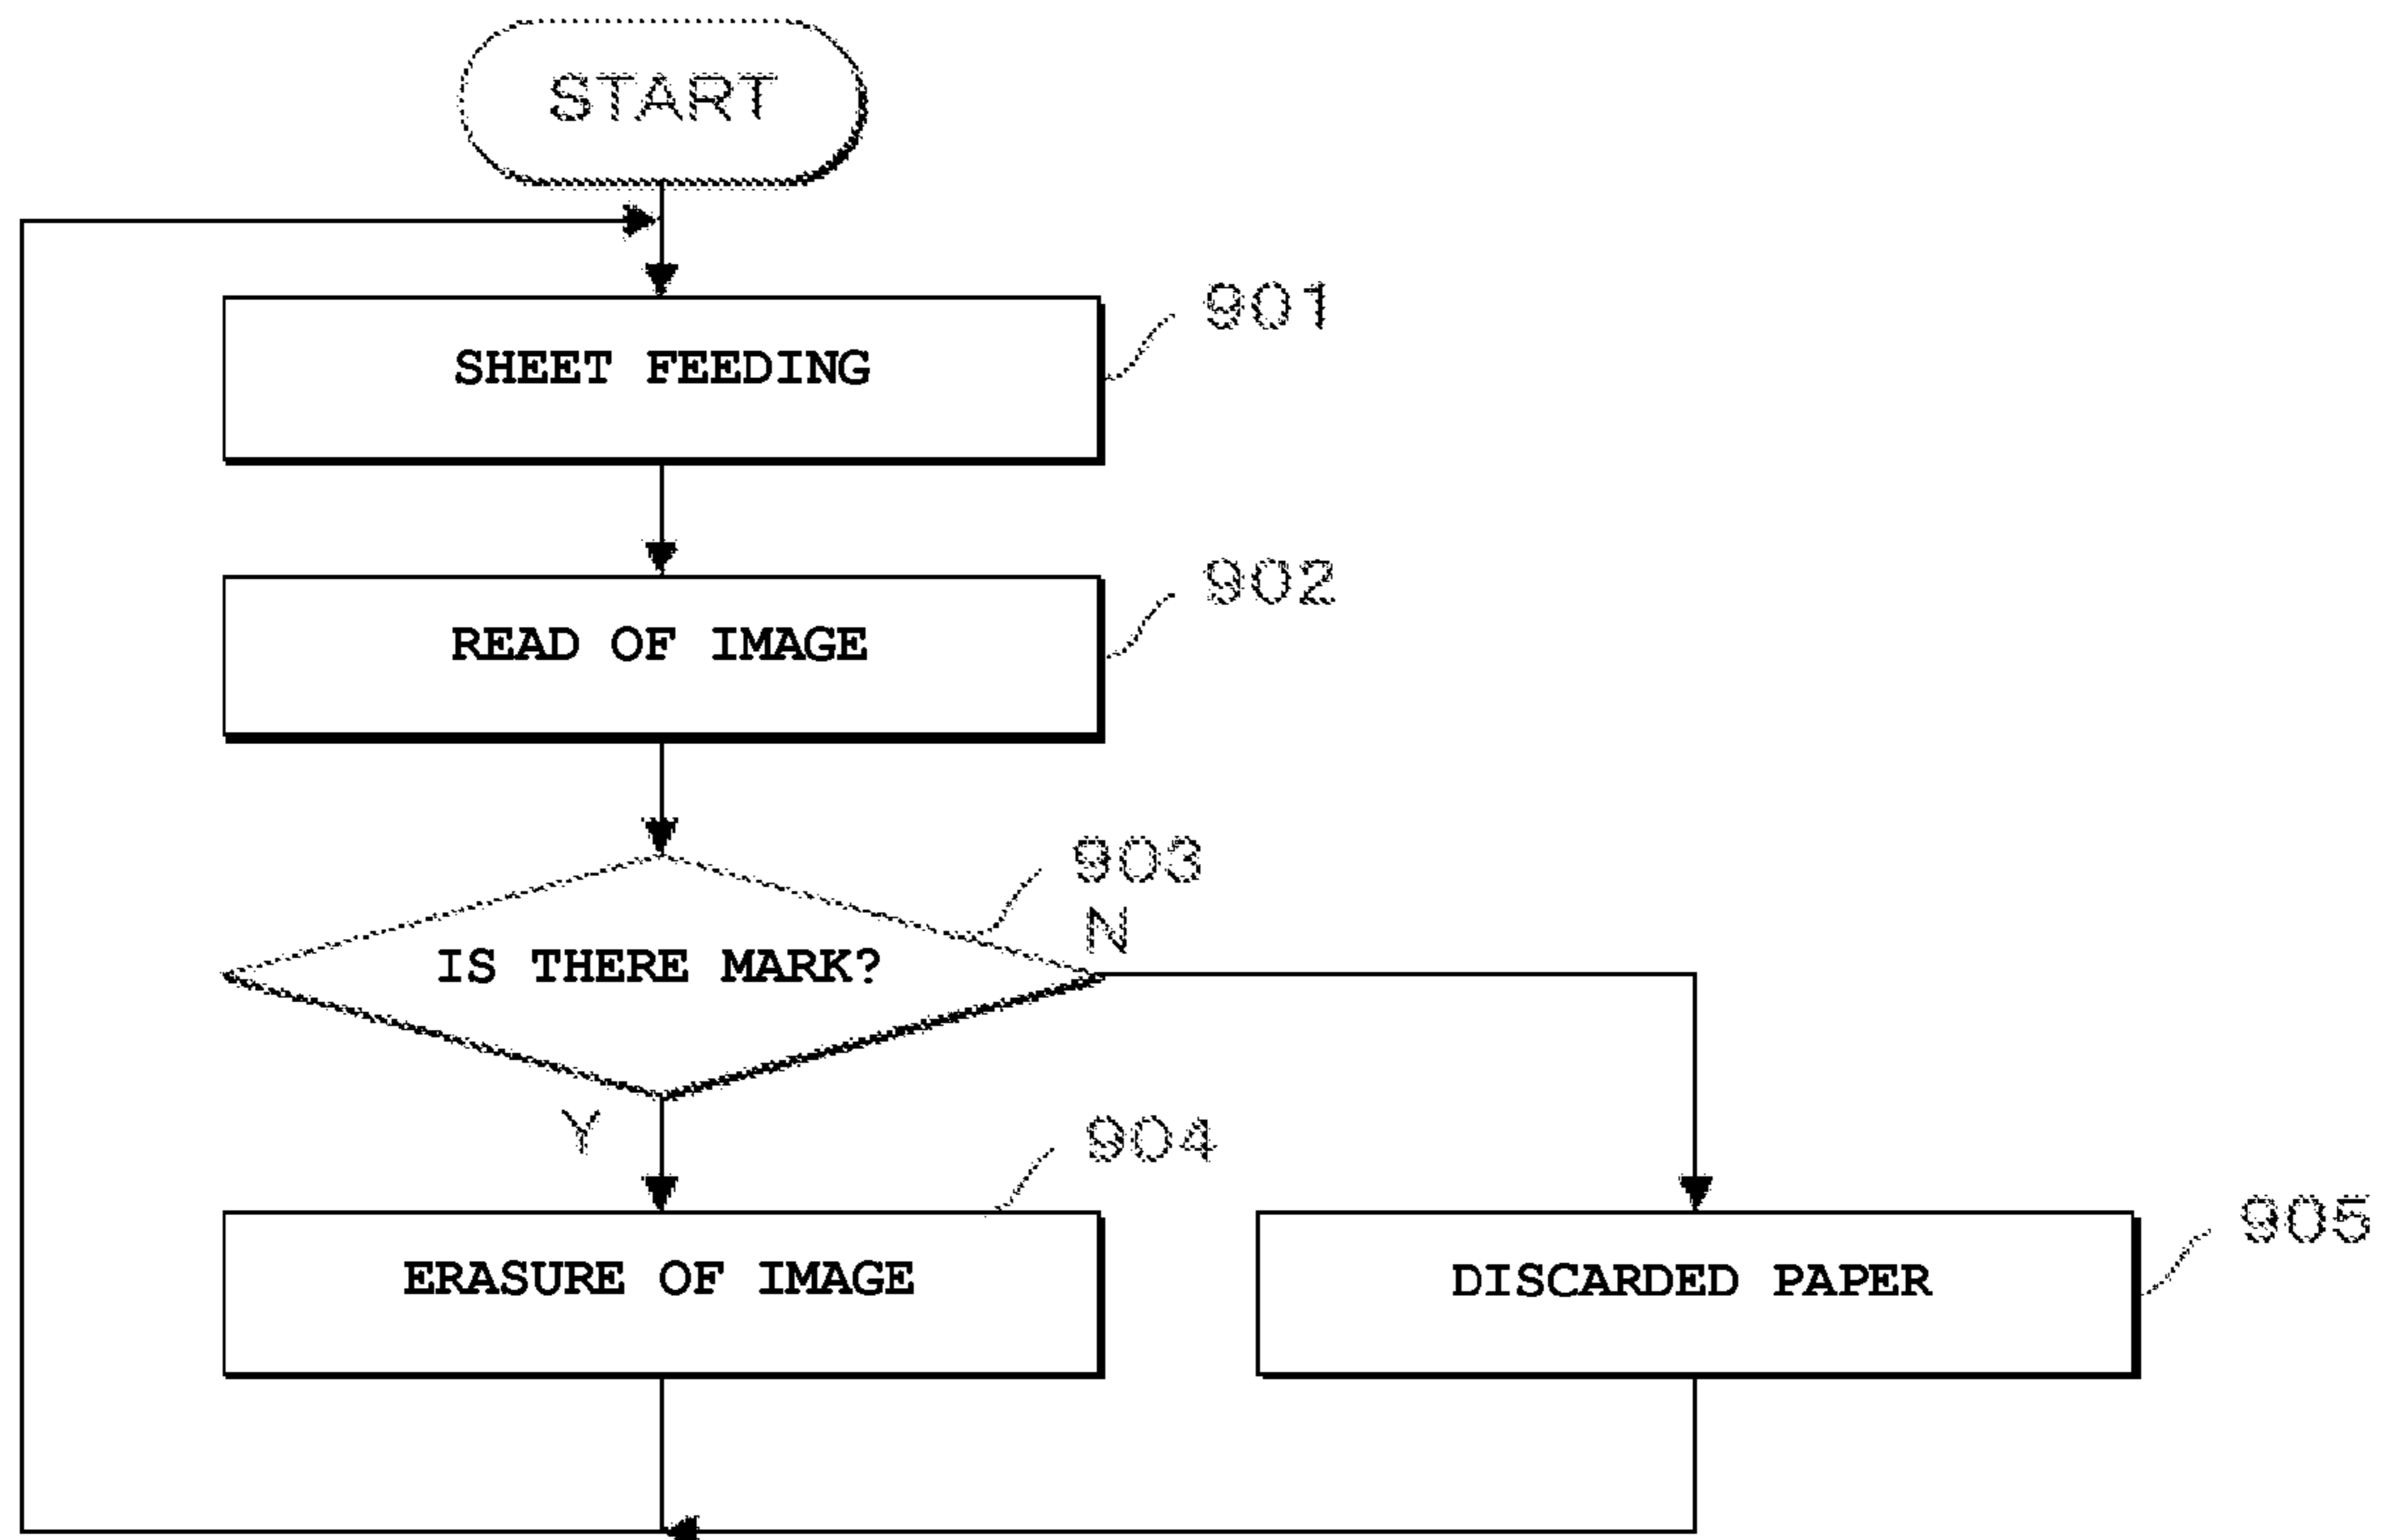 START
901
SHEET FEEDING
902
READ OF IMAGE
903
N
IS THERE MARK?
Y
904
ERASURE OF IMAGE
905
DISCARDED PAPER